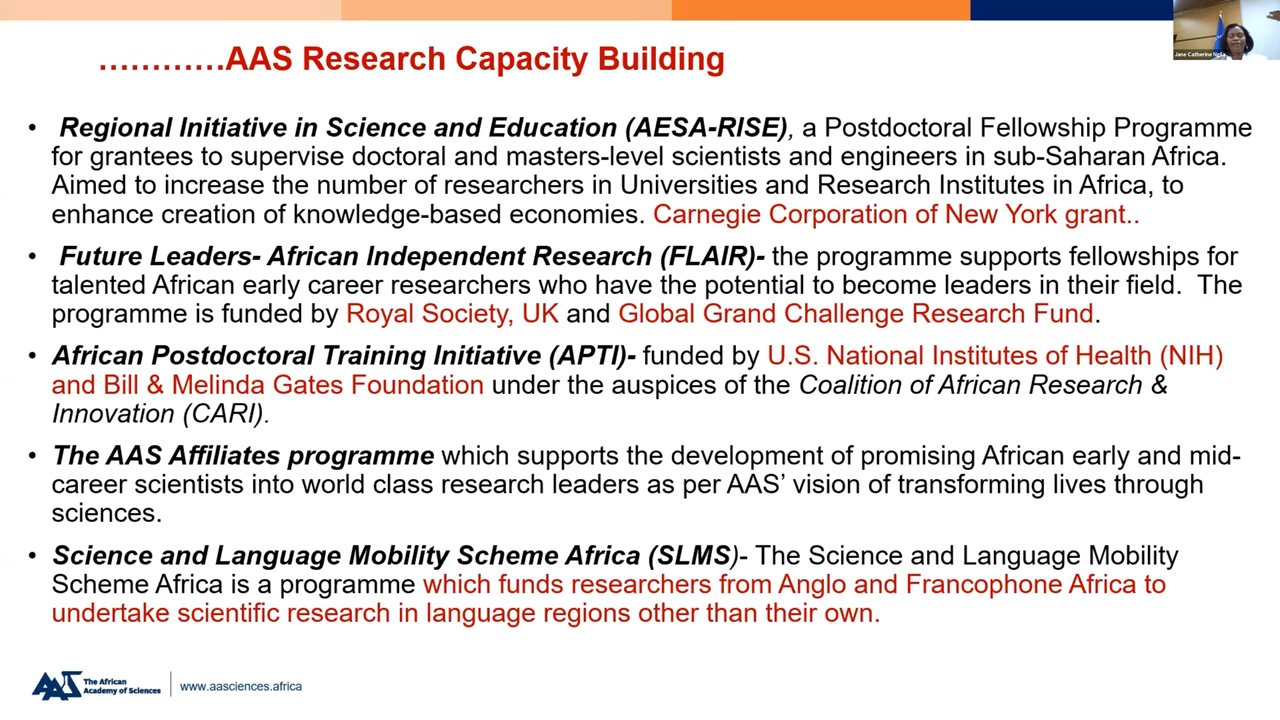 …………AAS Research Capacity Building
Jane Catherine Ngila
• Regional Initiative in Science and Education (AESA-RISE), a Postdoctoral Fellowship Programme
for grantees to supervise doctoral and masters-level scientists and engineers in sub-Saharan Africa.
Aimed to increase the number of researchers in Universities and Research Institutes in Africa, to
enhance creation of knowledge-based economies. Carnegie Corporation of New York grant..
• Future Leaders- African Independent Research (FLAIR)- the programme supports fellowships for
talented African early career researchers who have the potential to become leaders in their field. The
programme is funded by Royal Society, UK and Global Grand Challenge Research Fund.
• African Postdoctoral Training Initiative (APTI)- funded by U.S. National Institutes of Health (NIH)
and Bill & Melinda Gates Foundation under the auspices of the Coalition of African Research &
Innovation (CARI).
• The AAS Affiliates programme which supports the development of promising African early and mid-
career scientists into world class research leaders as per AAS’ vision of transforming lives through
sciences.
• Science and Language Mobility Scheme Africa (SLMS)- The Science and Language Mobility
Scheme Africa is a programme which funds researchers from Anglo and Francophone Africa to
undertake scientific research in language regions other than their own.
AAS The African
Academy of Sciences
www.aasciences.africa